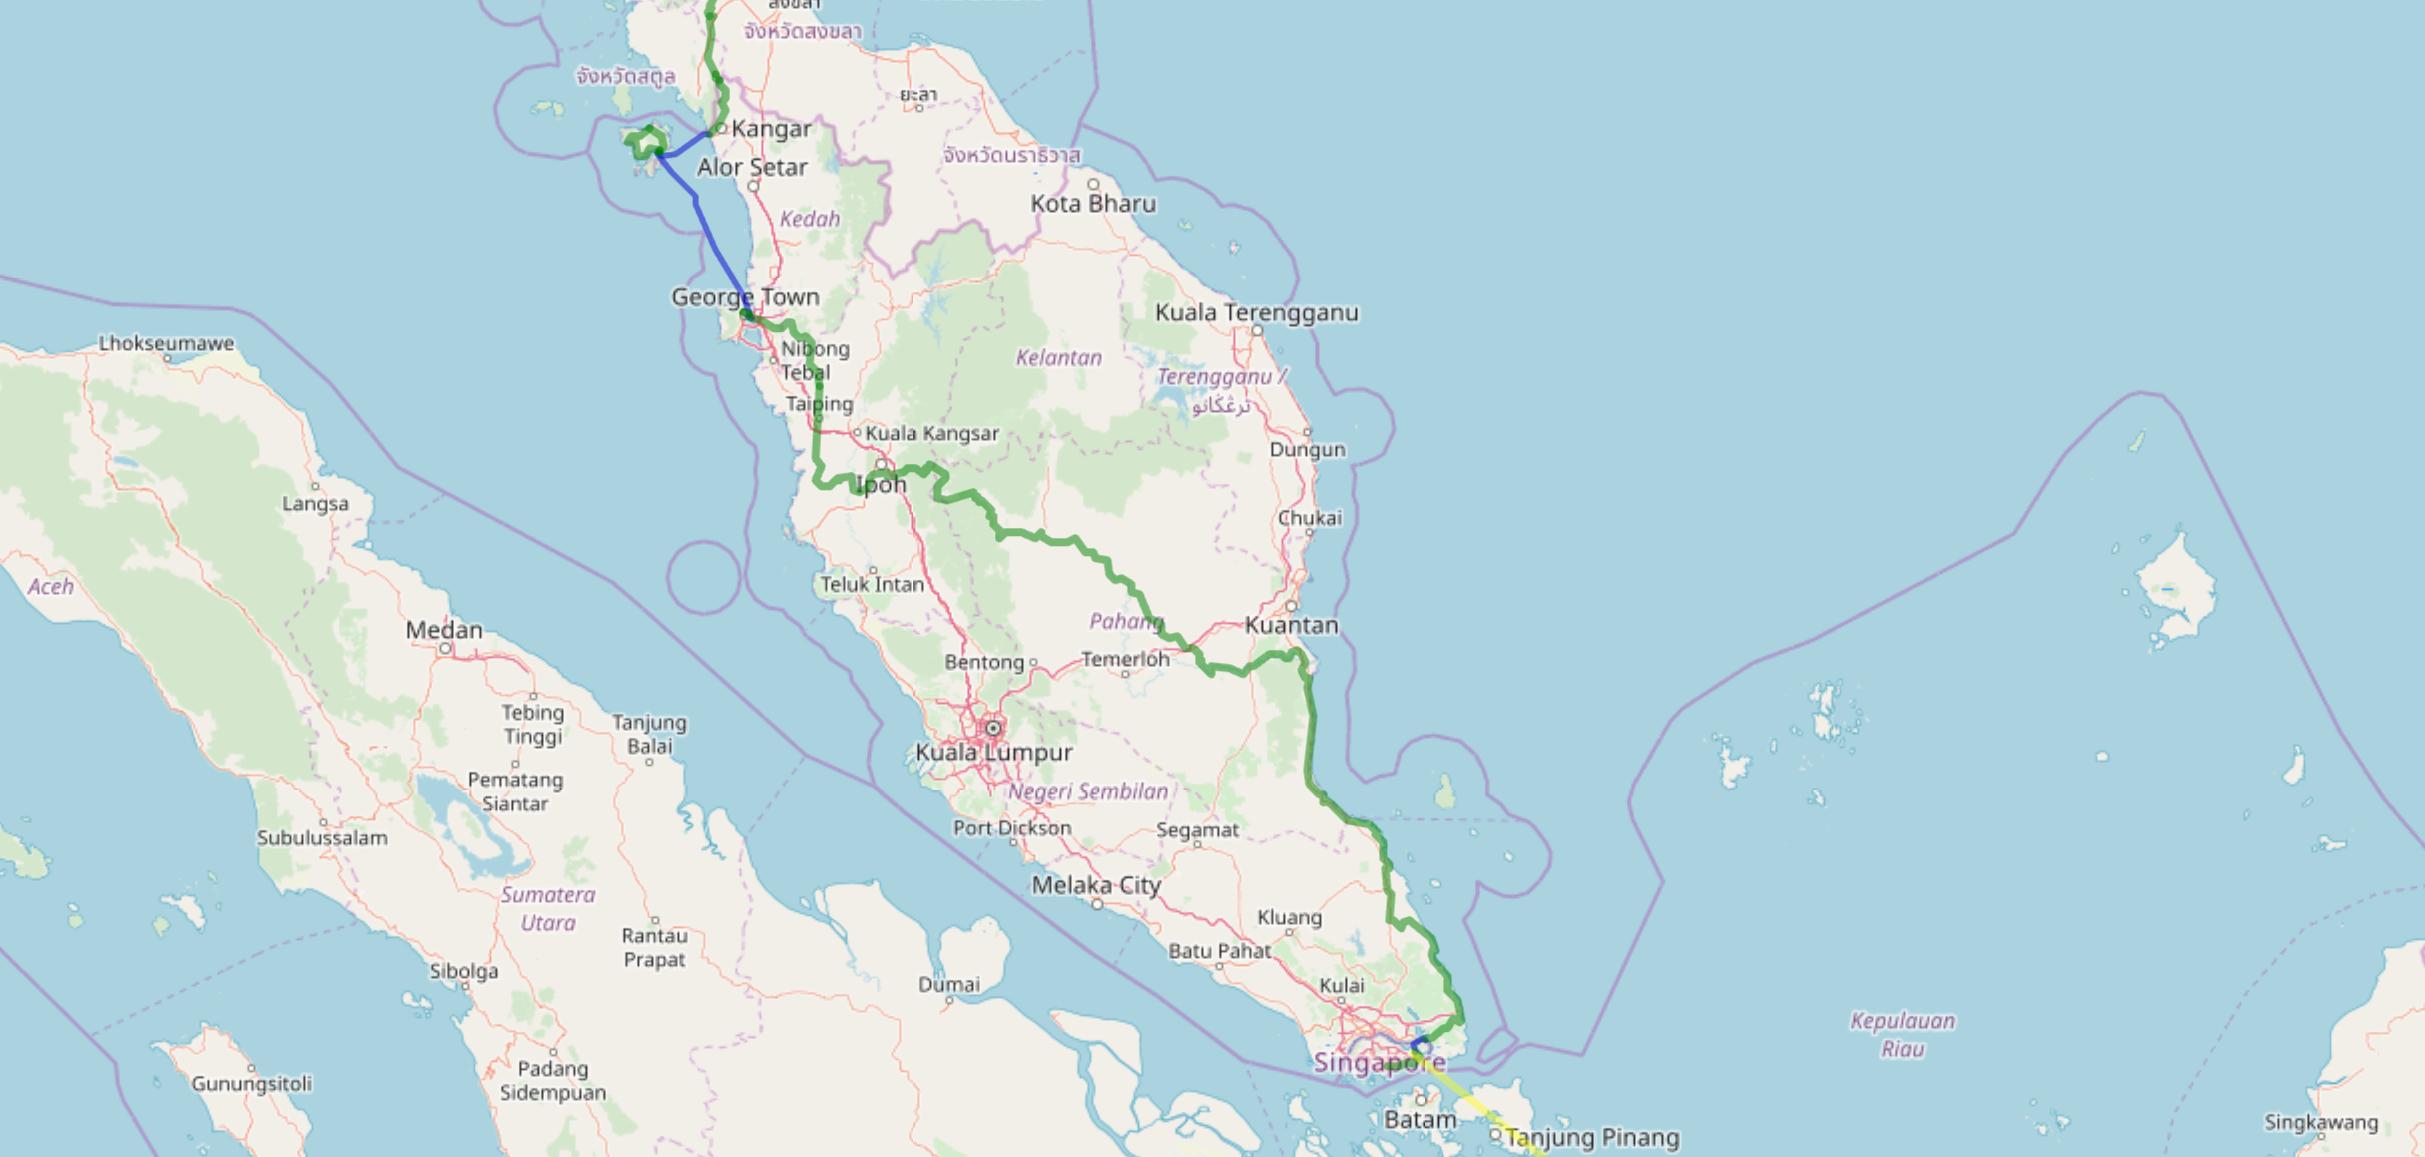 สงขลา
จังหวัดสงขลา
จังหวัดสตูล
ยะลา
Kangar
จังหวัดนราธิวาส
Alor Setar
Kota Bharu
Kedah
George Town
Kuala Terengganu
Lhokseumawe
Nibong
Tebal
Kelantan
Terengganu /
ترڠݢانو
Taiping
Kuala Kangsar
Dungun
Ipoh
Langsa
Chukai
Aceh
Teluk Intan
Pahang
Kuantan
Medan
Bentong
Temerloh
Tebing
Tinggi
Tanjung
Balai
Kuala Lumpur
Pematang
Siantar
Negeri Sembilan
Subulussalam
Port Dickson
Segamat
Melaka City
Sumatera
Utara
Kluang
Rantau
Prapat
Batu Pahat
Sibolga
Dumai
Kulai
Kepulauan
Riau
Singapore
Gunungsitoli
Padang
Sidempuan
Batam
Singkawang
Tanjung Pinang